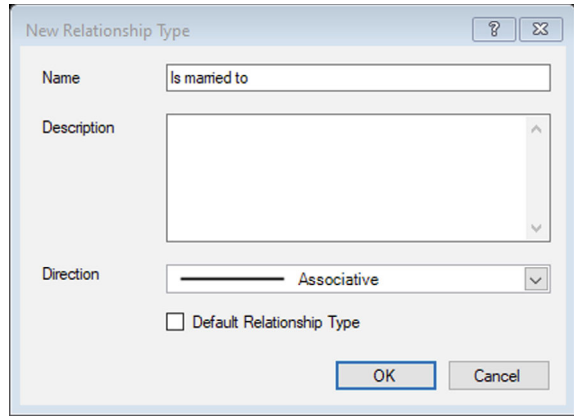 New Relationship Type
Name
Is married to
Description
Direction
Associative
Default Relationship Type
OK
Cancel